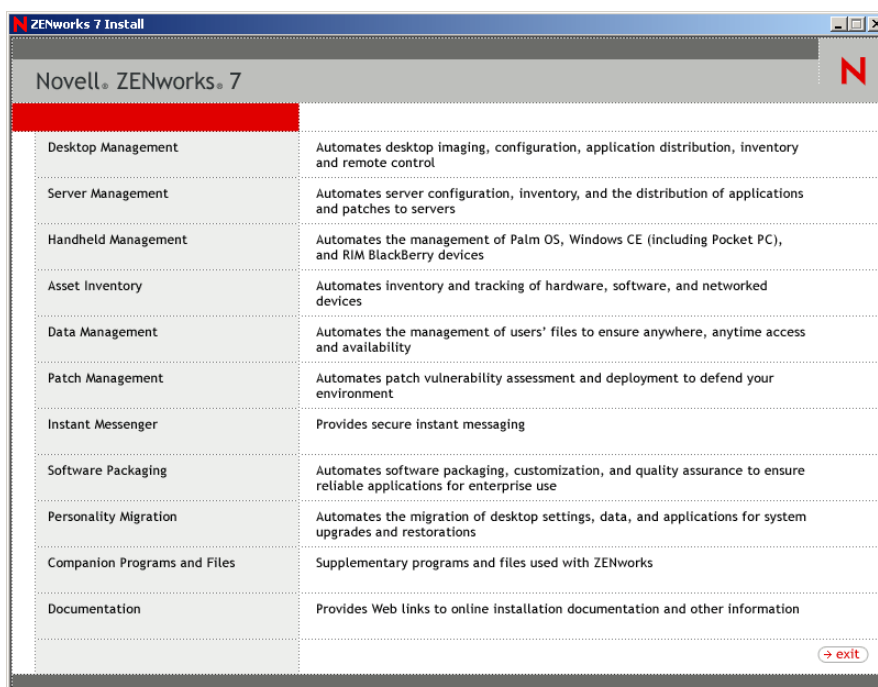 N ZENworks 7 Install
Novell® ZENworks® 7
N
Desktop Management
Automates desktop imaging, configuration, application distribution, inventory
and remote control
Server Management
Automates server configuration, inventory, and the distribution of applications
and patches to servers
Handheld Management
Automates the management of Palm OS, Windows CE (including Pocket PC),
and RIM BlackBerry devices
Asset Inventory
Automates inventory and tracking of hardware, software, and networked
devices
Data Management
Automates the management of users' files to ensure anywhere, anytime access
and availability
Patch Management
Automates patch vulnerability assessment and deployment to defend your
environment
Instant Messenger
Provides secure instant messaging
Software Packaging
Automates software packaging, customization, and quality assurance to ensure
reliable applications for enterprise use
Personality Migration
Automates the migration of desktop settings, data, and applications for system
upgrades and restorations
Companion Programs and Files
Supplementary programs and files used with ZENworks
Documentation
Provides Web links to online installation documentation and other information
→ exit